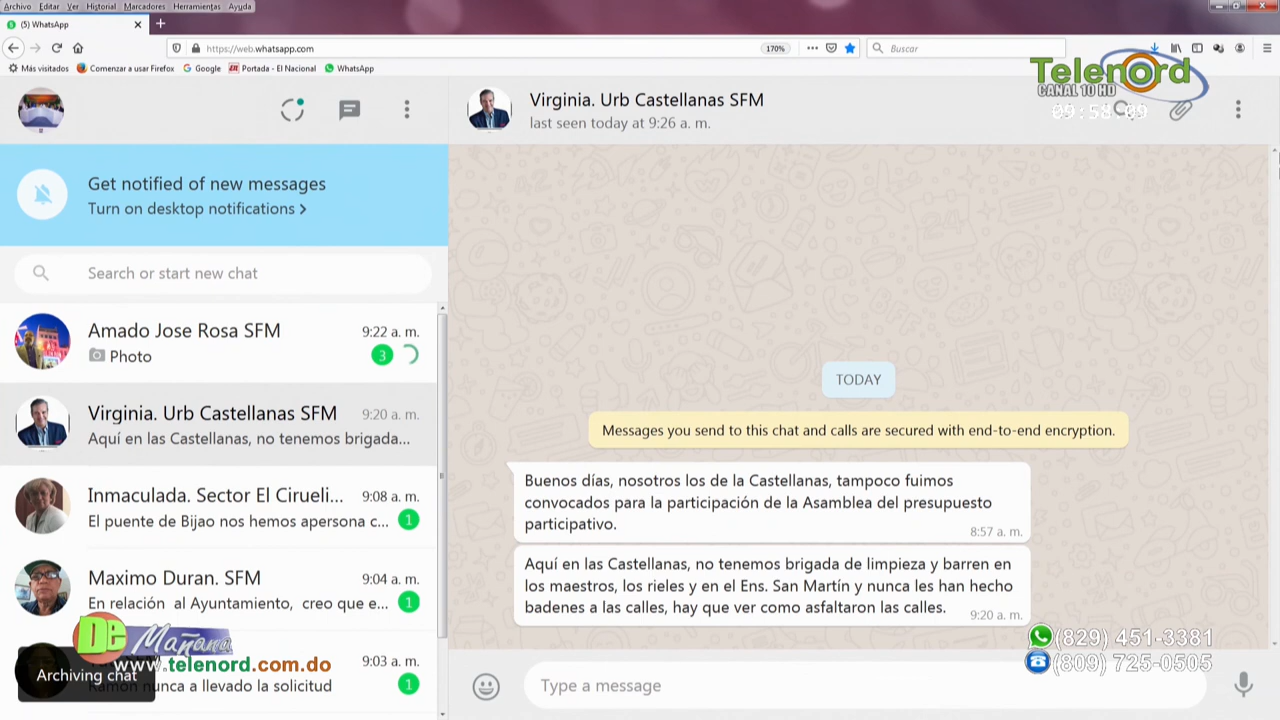 Archivo Editar Ver Historial Marcadores Herramientas Ayuda
(5) WhatsApp
https://web.whatsapp.com
170%
Buscar
Más visitados Comenzar a usar Firefox Google Portada - El Nacional WhatsApp
Telenord
CANAL 10 HD
09:58:09
Virginia. Urb Castellanas SFM
last seen today at 9:26 a. m.
Get notified of new messages
Turn on desktop notifications >
Search or start new chat
Amado Jose Rosa SFM 9:22 a. m.
Photo 3
Virginia. Urb Castellanas SFM 9:20 a. m.
Aquí en las Castellanas, no tenemos brigada...
Inmaculada. Sector El Cirueli... 9:08 a. m.
El puente de Bijao nos hemos apersona c... 1
Maximo Duran. SFM 9:04 a. m.
En relación al Ayuntamiento, creo que e... 1
9:03 a. m.
Ramon nunca a llevado la solicitud 1
Archiving chat
De Mañana
www.telenord.com.do
TODAY
Messages you send to this chat and calls are secured with end-to-end encryption.
Buenos días, nosotros los de la Castellanas, tampoco fuimos
convocados para la participación de la Asamblea del presupuesto
participativo.
8:57 a. m.
Aquí en las Castellanas, no tenemos brigada de limpieza y barren en
los maestros, los rieles y en el Ens. San Martín y nunca les han hecho
badenes a las calles, hay que ver como asfaltaron las calles.
9:20 a. m.
(829) 451-3381
(809) 725-0505
Type a message